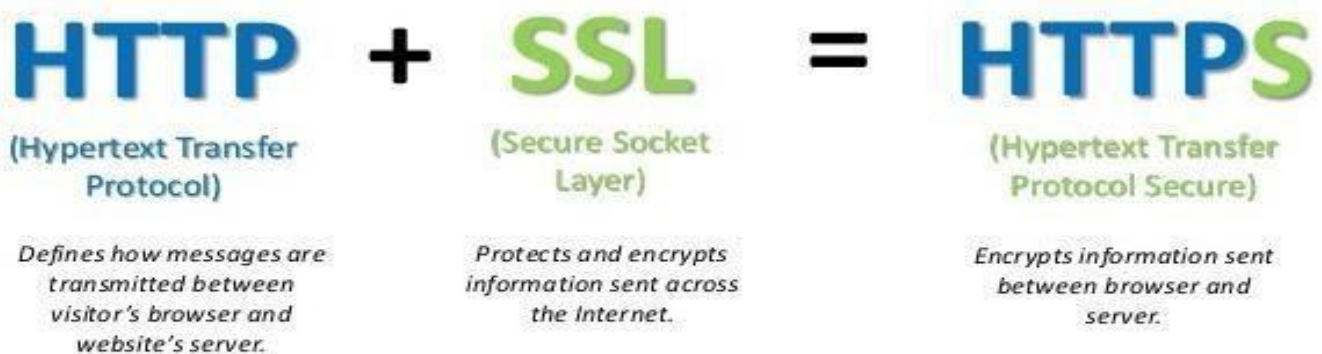 HTTP + SSL = HTTPS
(Hypertext Transfer
Protocol)
(Secure Socket
Layer)
(Hypertext Transfer
Protocol Secure)
Defines how messages are
transmitted between
visitor's browser and
website's server.
Protects and encrypts
information sent across
the Internet.
Encrypts information sent
between browser and
server.